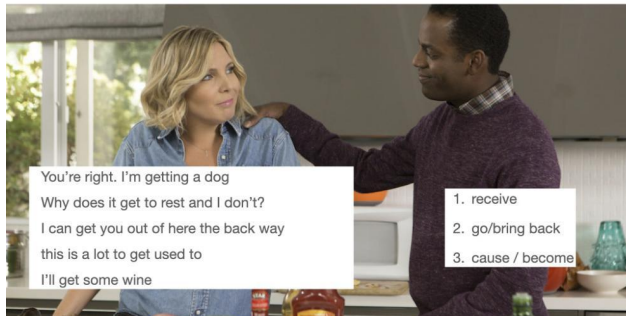 You're right. I'm getting a dog
Why does it get to rest and I don't?
I can get you out of here the back way
this is a lot to get used to
I'll get some wine
1. receive
2. go/bring back
3. cause / become